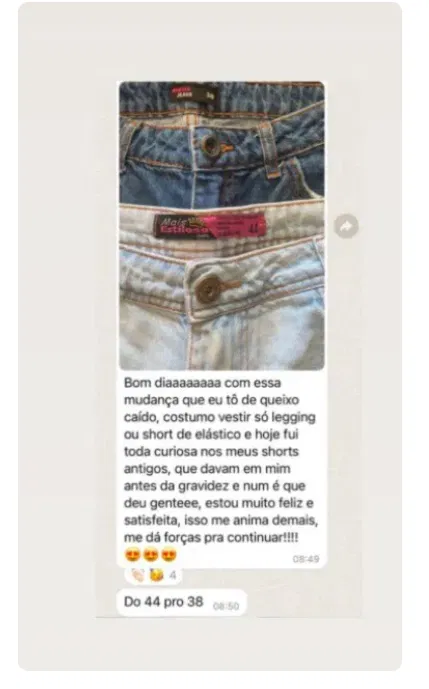 JEANS
38
Mais
Estilosa
Bom diaaaaaaaa com essa
mudança que eu tô de queixo
caído, costumo vestir só legging
ou short de elástico e hoje fui
toda curiosa nos meus shorts
antigos, que davam em mim
antes da gravidez e num é que
deu genteee, estou muito feliz e
satisfeita, isso me anima demais,
me dá forças pra continuar!!!!
08:49
4
Do 44 pro 38
08:50